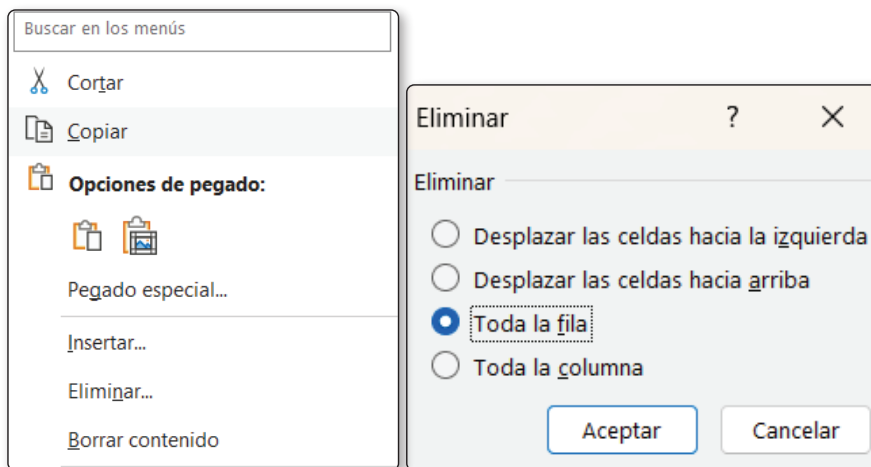 Buscar en los menús
Cortar
Copiar
Opciones de pegado:
Pegado especial...
Insertar...
Eliminar...
Borrar contenido
Eliminar ?
Eliminar
Desplazar las celdas hacia la izquierda
Desplazar las celdas hacia arriba
Toda la fila
Toda la columna
Aceptar Cancelar